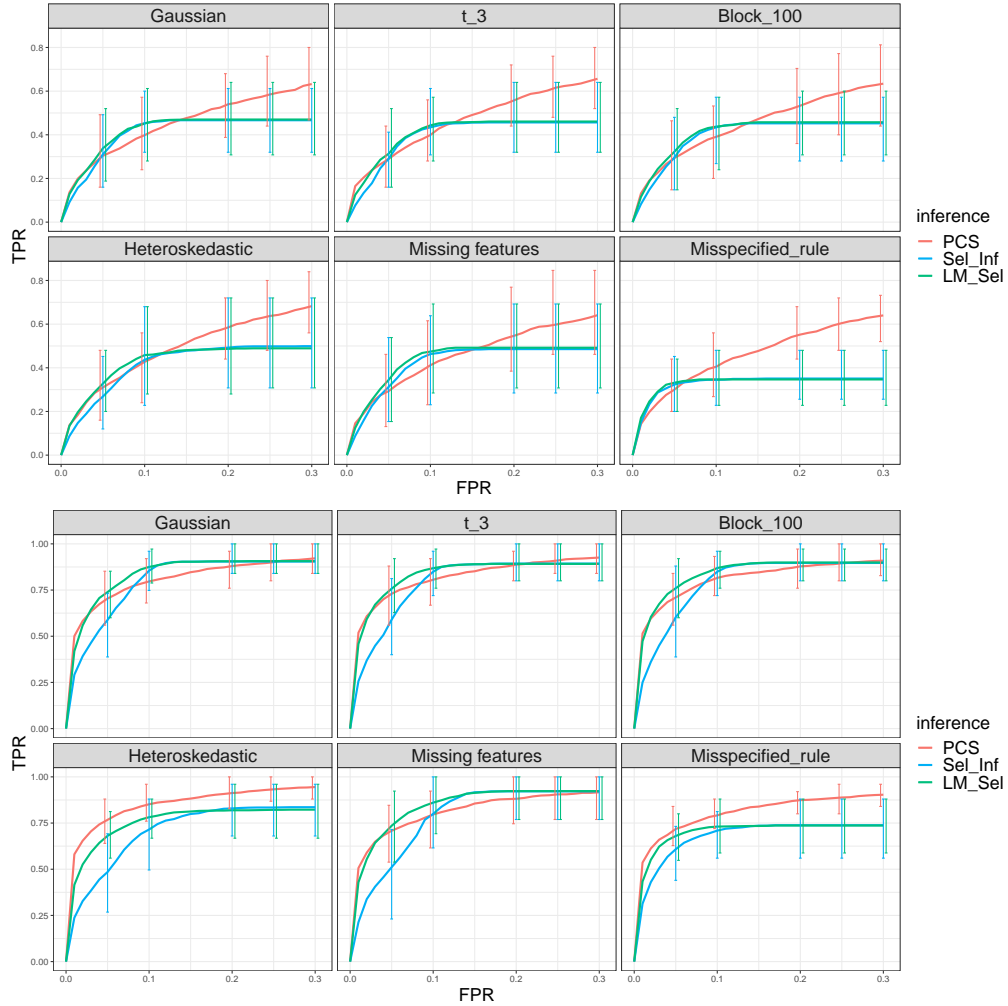 Gaussian t_3 Block_100
0.8
0.6
0.4
0.2
0.0
Heteroskedastic Missing features Misspecified_rule
0.8
0.6
0.4
0.2
0.0
0.0 0.1 0.2 0.3 0.0 0.1 0.2 0.3 0.0 0.1 0.2 0.3
TPR
FPR
inference
PCS
Sel_Inf
LM_Sel
Gaussian t_3 Block_100
1.00
0.75
0.50
0.25
0.00
Heteroskedastic Missing features Misspecified_rule
1.00
0.75
0.50
0.25
0.00
0.0 0.1 0.2 0.3 0.0 0.1 0.2 0.3 0.0 0.1 0.2 0.3
TPR
FPR
inference
PCS
Sel_Inf
LM_Sel